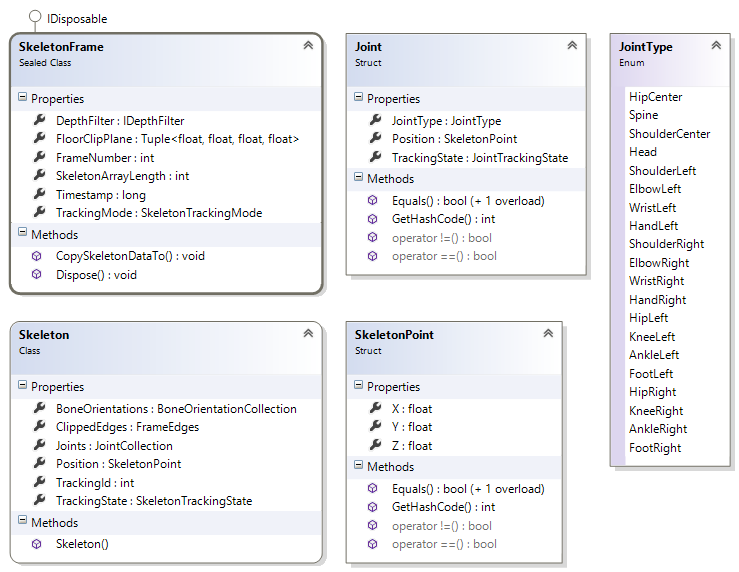 IDisposable
SkeletonFrame
Sealed Class
Properties
DepthFilter : IDepthFilter
FloorClipPlane : Tuple<float, float, float, float>
FrameNumber : int
SkeletonArrayLength : int
Timestamp : long
TrackingMode : SkeletonTrackingMode
Methods
CopySkeletonDataTo() : void
Dispose() : void
Joint
Struct
Properties
JointType : JointType
Position : SkeletonPoint
TrackingState : JointTrackingState
Methods
Equals() : bool (+ 1 overload)
GetHashCode() : int
operator !=() : bool
operator ==() : bool
JointType
Enum
HipCenter
Spine
ShoulderCenter
Head
ShoulderLeft
ElbowLeft
WristLeft
HandLeft
ShoulderRight
ElbowRight
WristRight
HandRight
HipLeft
KneeLeft
AnkleLeft
FootLeft
HipRight
KneeRight
AnkleRight
FootRight
Skeleton
Class
Properties
BoneOrientations : BoneOrientationCollection
ClippedEdges : FrameEdges
Joints : JointCollection
Position : SkeletonPoint
TrackingId : int
TrackingState : SkeletonTrackingState
Methods
Skeleton()
SkeletonPoint
Struct
Properties
X : float
Y : float
Z : float
Methods
Equals() : bool (+ 1 overload)
GetHashCode() : int
operator !=() : bool
operator ==() : bool